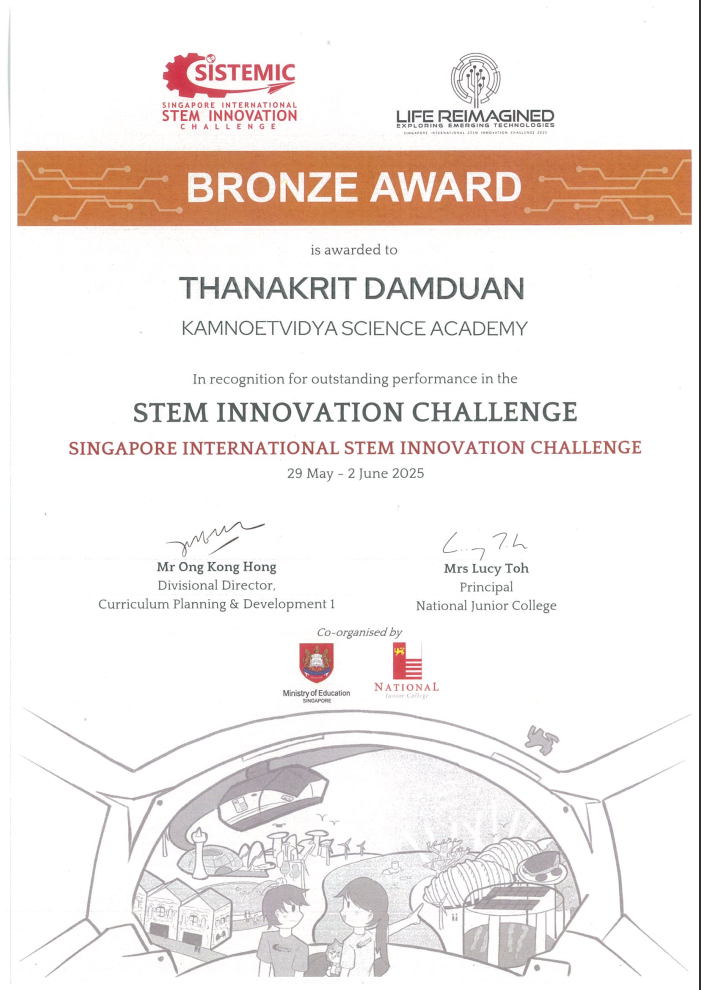 SiSTEMIC
SINGAPORE INTERNATIONAL
STEM INNOVATION
CHALLENGE
LIFE REIMAGINED
EXPLORING EMERGING TECHNOLOGIES
SINGAPORE INTERNATIONAL STEM INNOVATION CHALLENGE 2025
BRONZE AWARD
is awarded to
THANAKRIT DAMDUAN
KAMNOETVIDYA SCIENCE ACADEMY
In recognition for outstanding performance in the
STEM INNOVATION CHALLENGE
SINGAPORE INTERNATIONAL STEM INNOVATION CHALLENGE
29 May - 2 June 2025
Mr Ong Kong Hong
Divisional Director,
Curriculum Planning & Development 1
Mrs Lucy Toh
Principal
National Junior College
Co-organised by
Ministry of Education
SINGAPORE
NATIONAL
Junior College